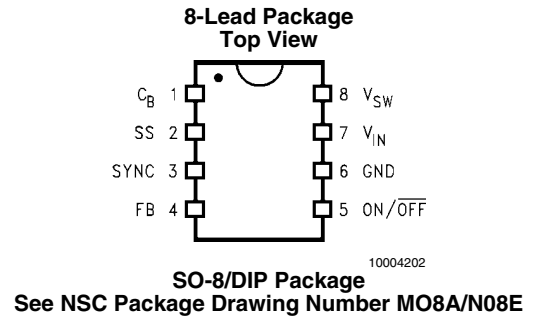 8-Lead Package
Top View
C_B 1 8 V_SW
SS 2 7 V_IN
SYNC 3 6 GND
FB 4 5 ON/O̅F̅F̅
10004202
SO-8/DIP Package
See NSC Package Drawing Number MO8A/N08E